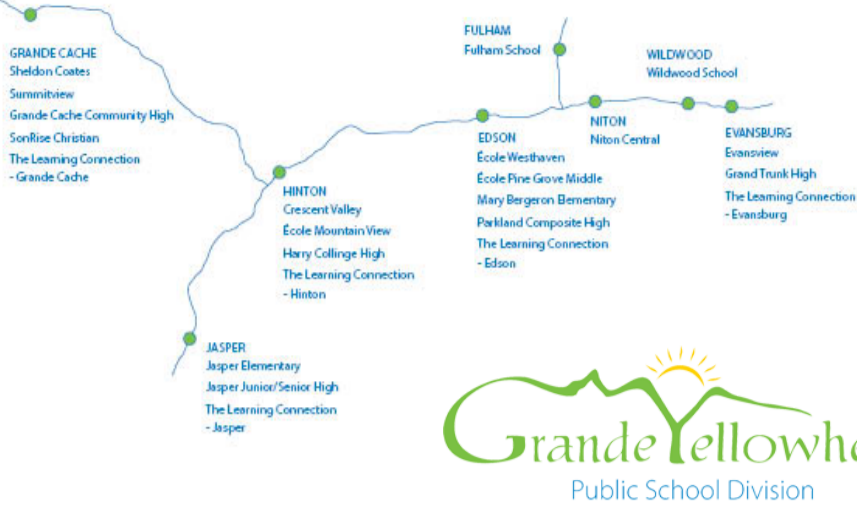 GRANDE CACHE
Sheldon Coates
Summitview
Grande Cache Community High
SonRise Christian
The Learning Connection
- Grande Cache
HINTON
Crescent Valley
École Mountain View
Harry Collinge High
The Learning Connection
- Hinton
JASPER
Jasper Elementary
Jasper Junior/Senior High
The Learning Connection
- Jasper
EDSON
École Westhaven
École Pine Grove Middle
Mary Bergeron Elementary
Parkland Composite High
The Learning Connection
- Edson
FULHAM
Fulham School
NITON
Niton Central
WILDWOOD
Wildwood School
EVANSBURG
Evansview
Grand Trunk High
The Learning Connection
- Evansburg
Grande Yellowhe
Public School Division